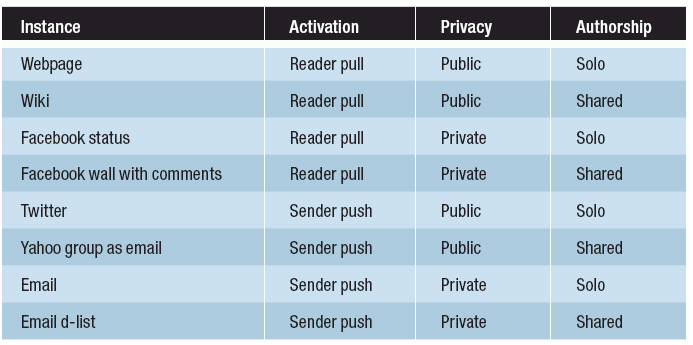 Instance Activation Privacy Authorship
Webpage Reader pull Public Solo
Wiki Reader pull Public Shared
Facebook status Reader pull Private Solo
Facebook wall with comments Reader pull Private Shared
Twitter Sender push Public Solo
Yahoo group as email Sender push Public Shared
Email Sender push Private Solo
Email d-list Sender push Private Shared